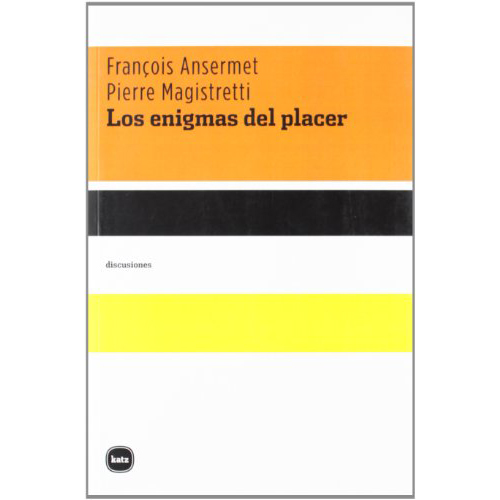 François Ansermet
Pierre Magistretti
Los enigmas del placer
discusiones
katz